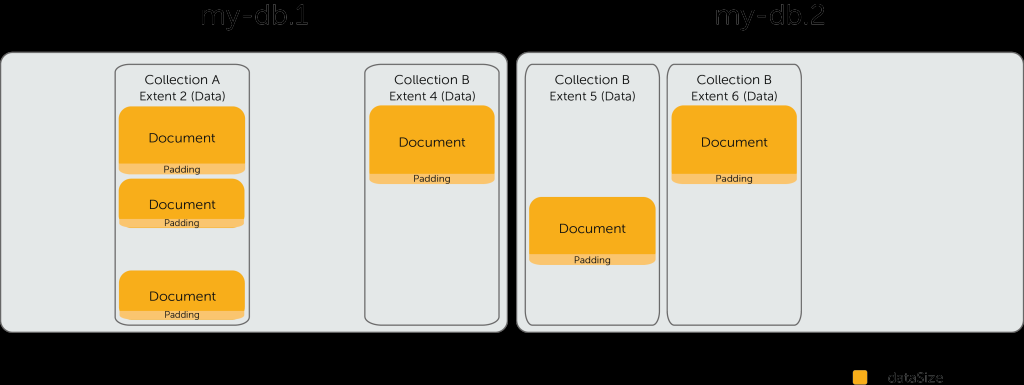 my-db.1
my-db.2
Collection A
Extent 2 (Data)
Document
Padding
Document
Padding
Document
Padding
Collection B
Extent 4 (Data)
Document
Padding
Collection B
Extent 5 (Data)
Document
Padding
Collection B
Extent 6 (Data)
Document
Padding
dataSize